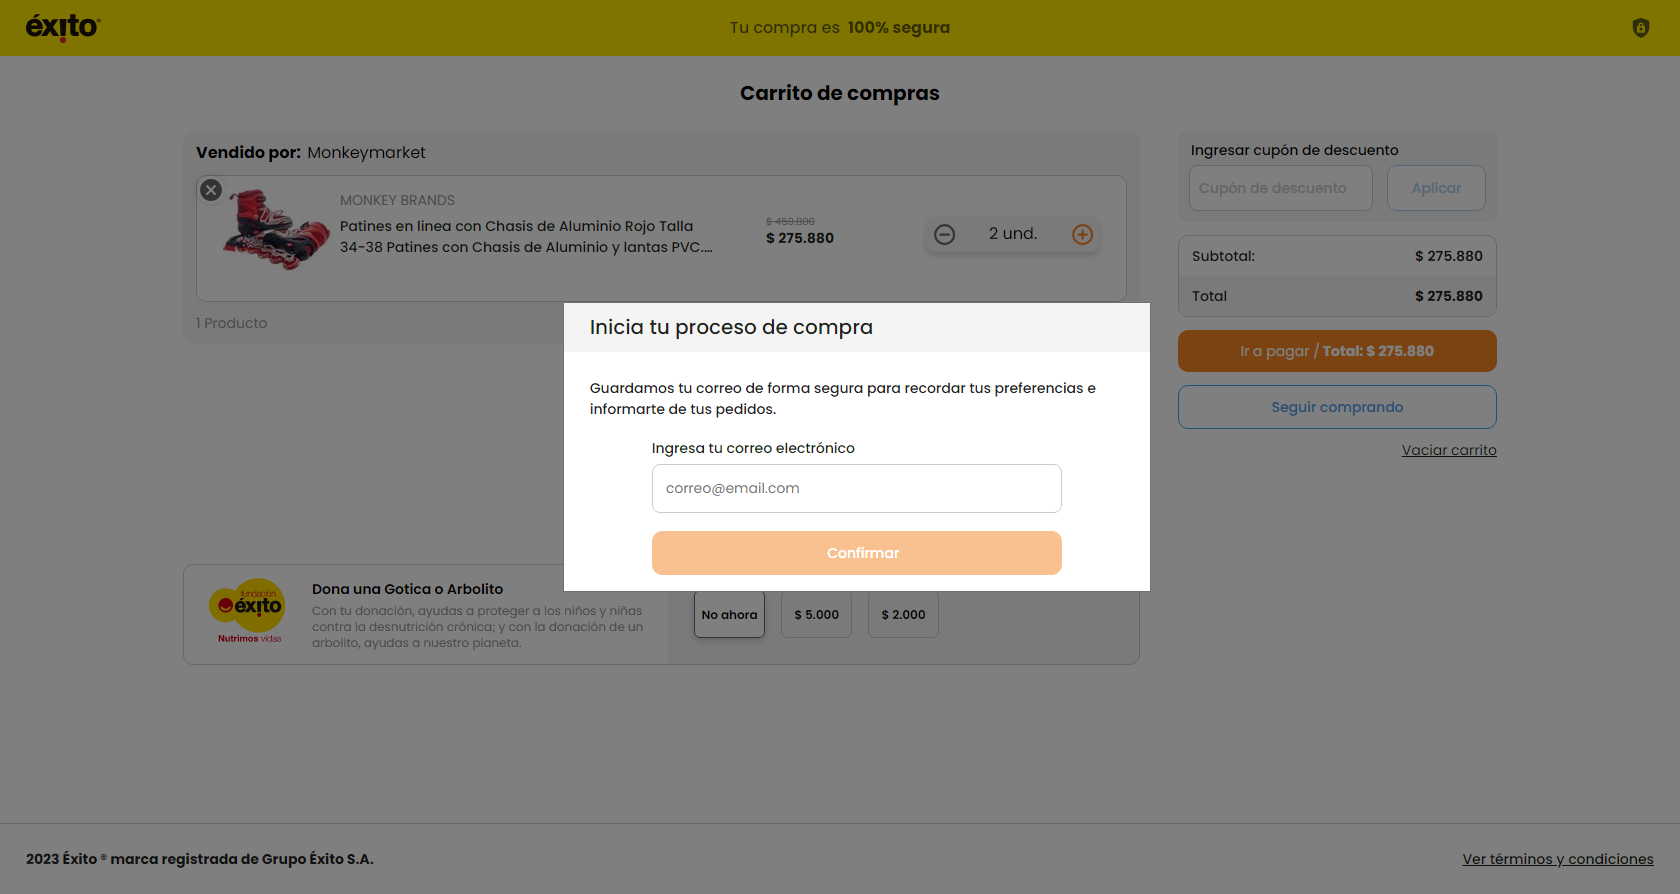 éxito®
Tu compra es 100% segura
Carrito de compras
Vendido por: Monkeymarket
MONKEY BRANDS
Patines en linea con Chasis de Aluminio Rojo Talla
34-38 Patines con Chasis de Aluminio y lantas PVC....
$ 459.800
$ 275.880
2 und.
1 Producto
Ingresar cupón de descuento
Cupón de descuento
Aplicar
Subtotal: $ 275.880
Total $ 275.880
Ir a pagar / Total: $ 275.880
Seguir comprando
Vaciar carrito
Inicia tu proceso de compra
Guardamos tu correo de forma segura para recordar tus preferencias e
informarte de tus pedidos.
Ingresa tu correo electrónico
correo@email.com
Confirmar
fundación
éxito
Nutrimos vidas
Dona una Gotica o Arbolito
Con tu donación, ayudas a proteger a los niños y niñas
contra la desnutrición crónica; y con la donación de un
arbolito, ayudas a nuestro planeta.
No ahora
$ 5.000
$ 2.000
2023 Éxito ® marca registrada de Grupo Éxito S.A.
Ver términos y condiciones